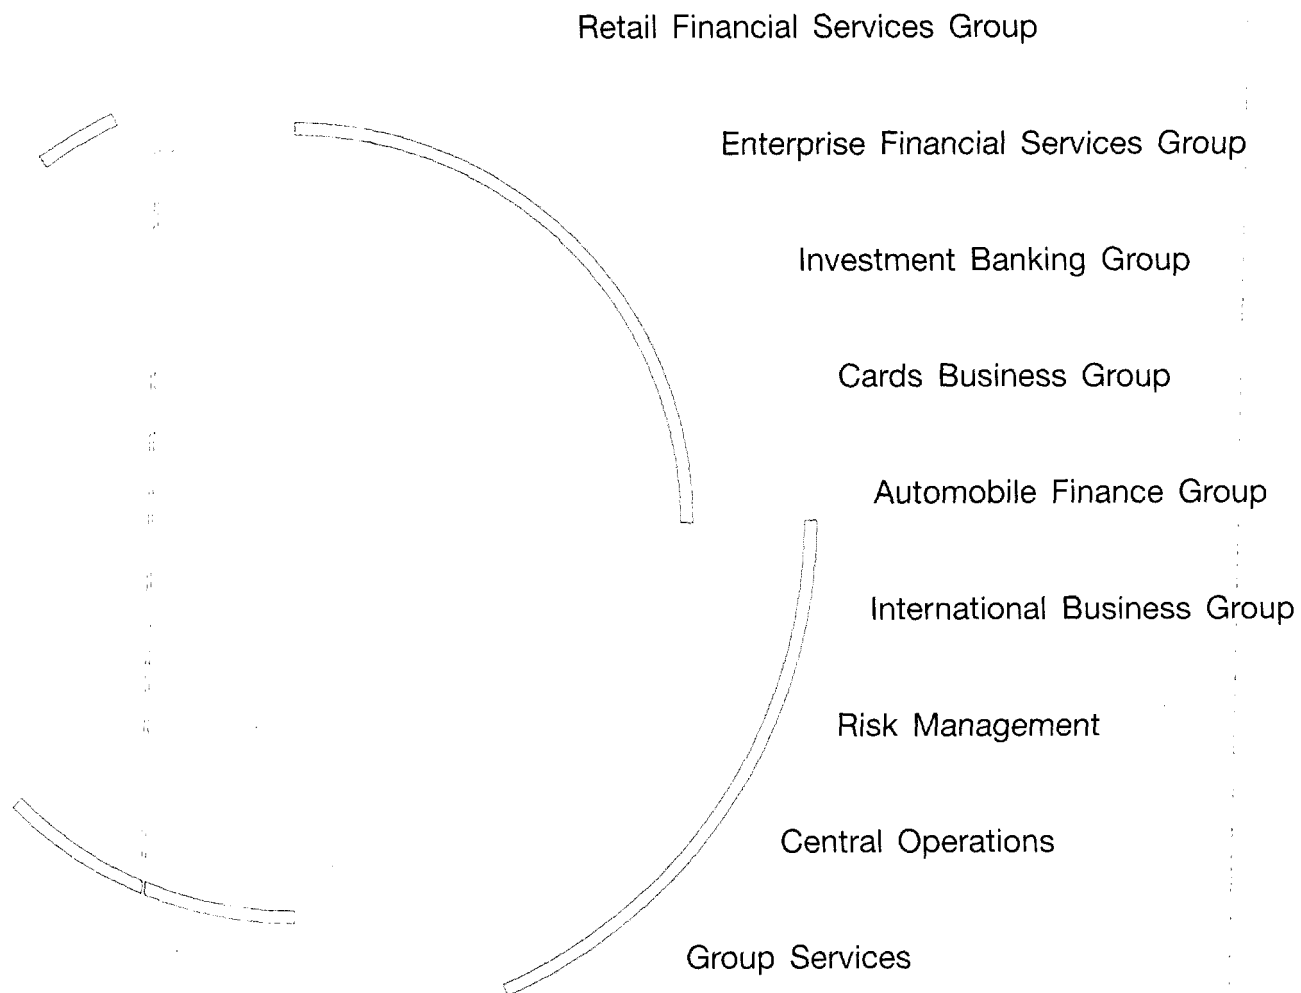 Retail Financial Services Group
Enterprise Financial Services Group
Investment Banking Group
Cards Business Group
Automobile Finance Group
International Business Group
Risk Management
Central Operations
Group Services